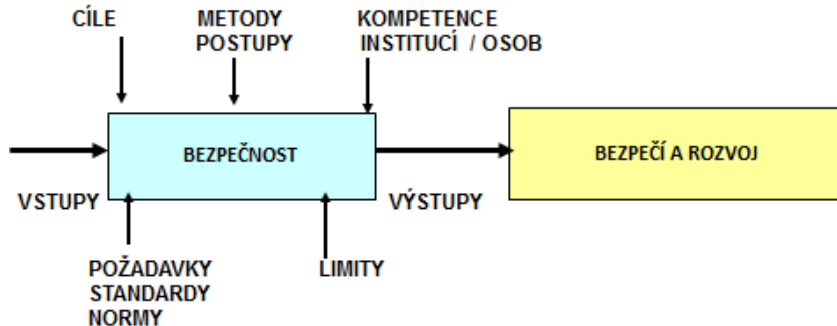 CÍLE
METODY
POSTUPY
KOMPETENCE
INSTITUCÍ / OSOB
BEZPEČNOST
BEZPEČÍ A ROZVOJ
VSTUPY
VÝSTUPY
POŽADAVKY
STANDARDY
NORMY
LIMITY